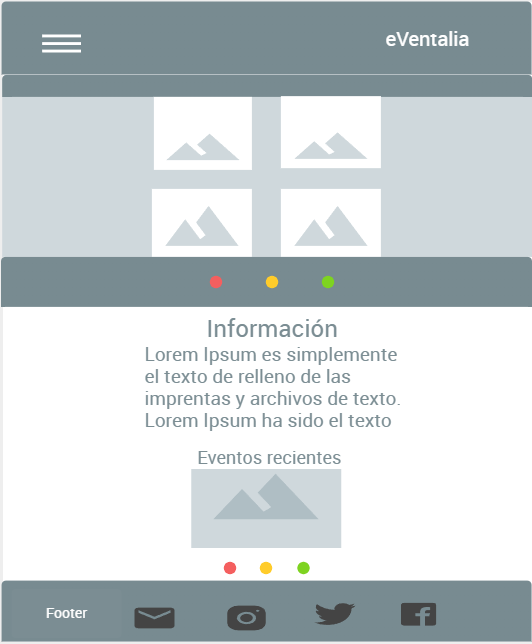 eVentalia
Información
Lorem Ipsum es simplemente
el texto de relleno de las
imprentas y archivos de texto.
Lorem Ipsum ha sido el texto
Eventos recientes
Footer